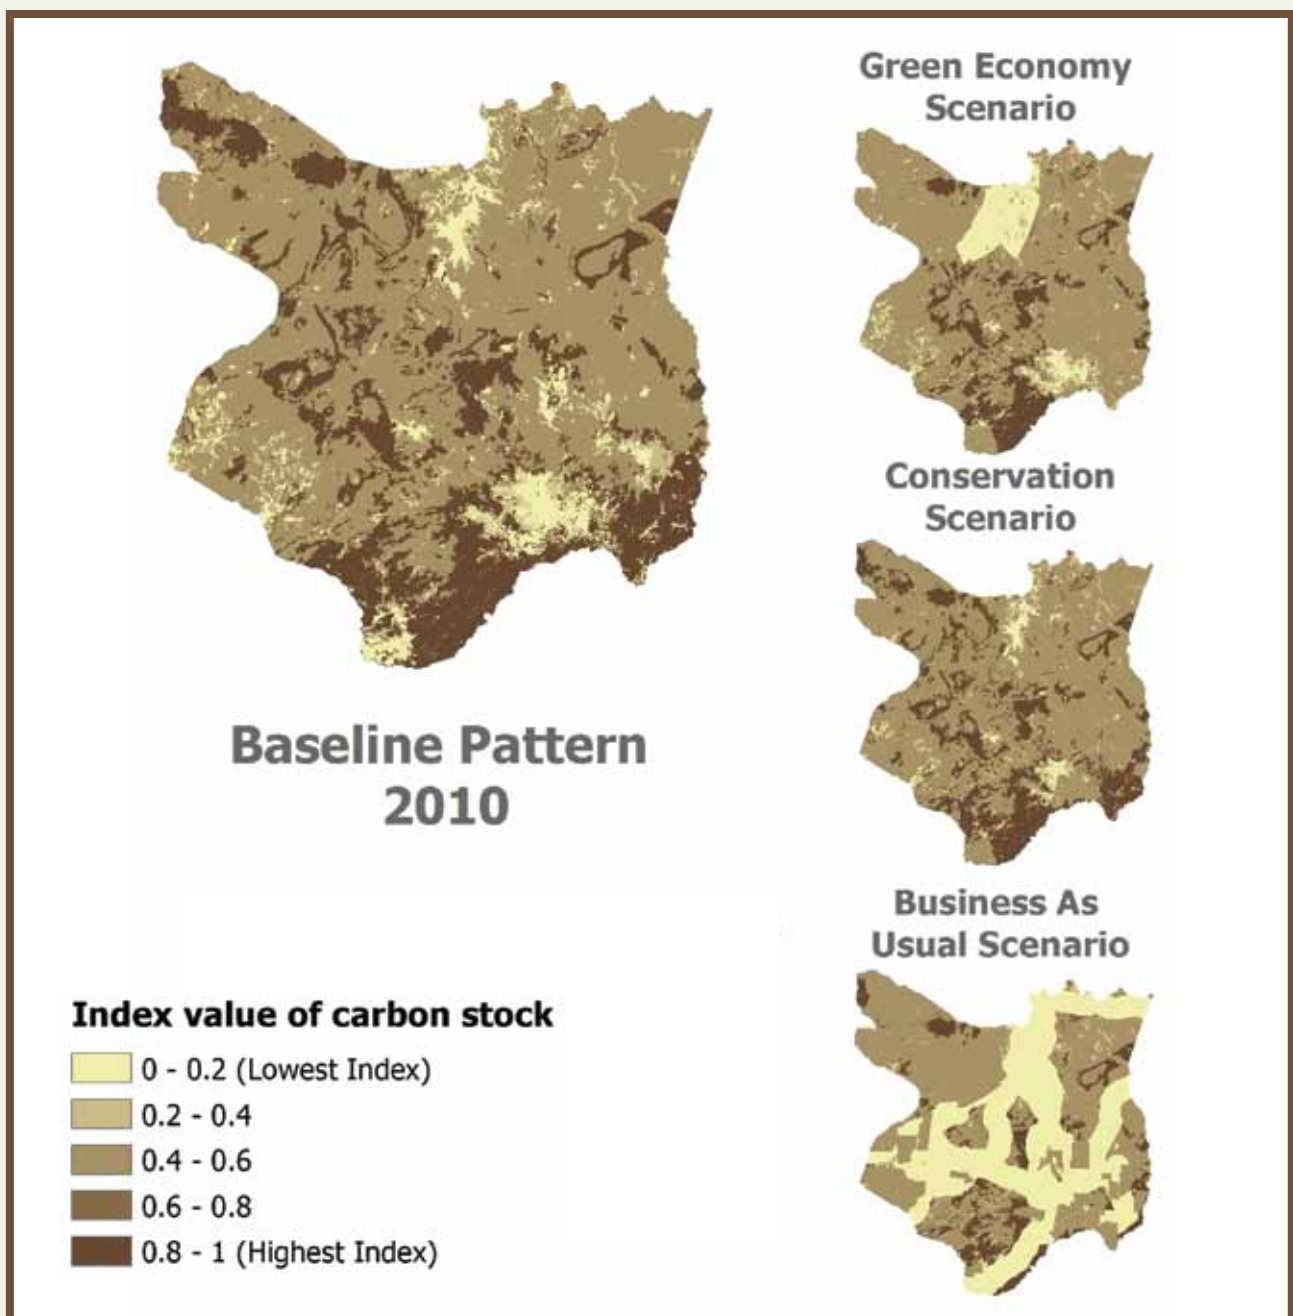 Green Economy
Scenario
Conservation
Scenario
Baseline Pattern
2010
Business As
Usual Scenario
Index value of carbon stock
0 - 0.2 (Lowest Index)
0.2 - 0.4
0.4 - 0.6
0.6 - 0.8
0.8 - 1 (Highest Index)